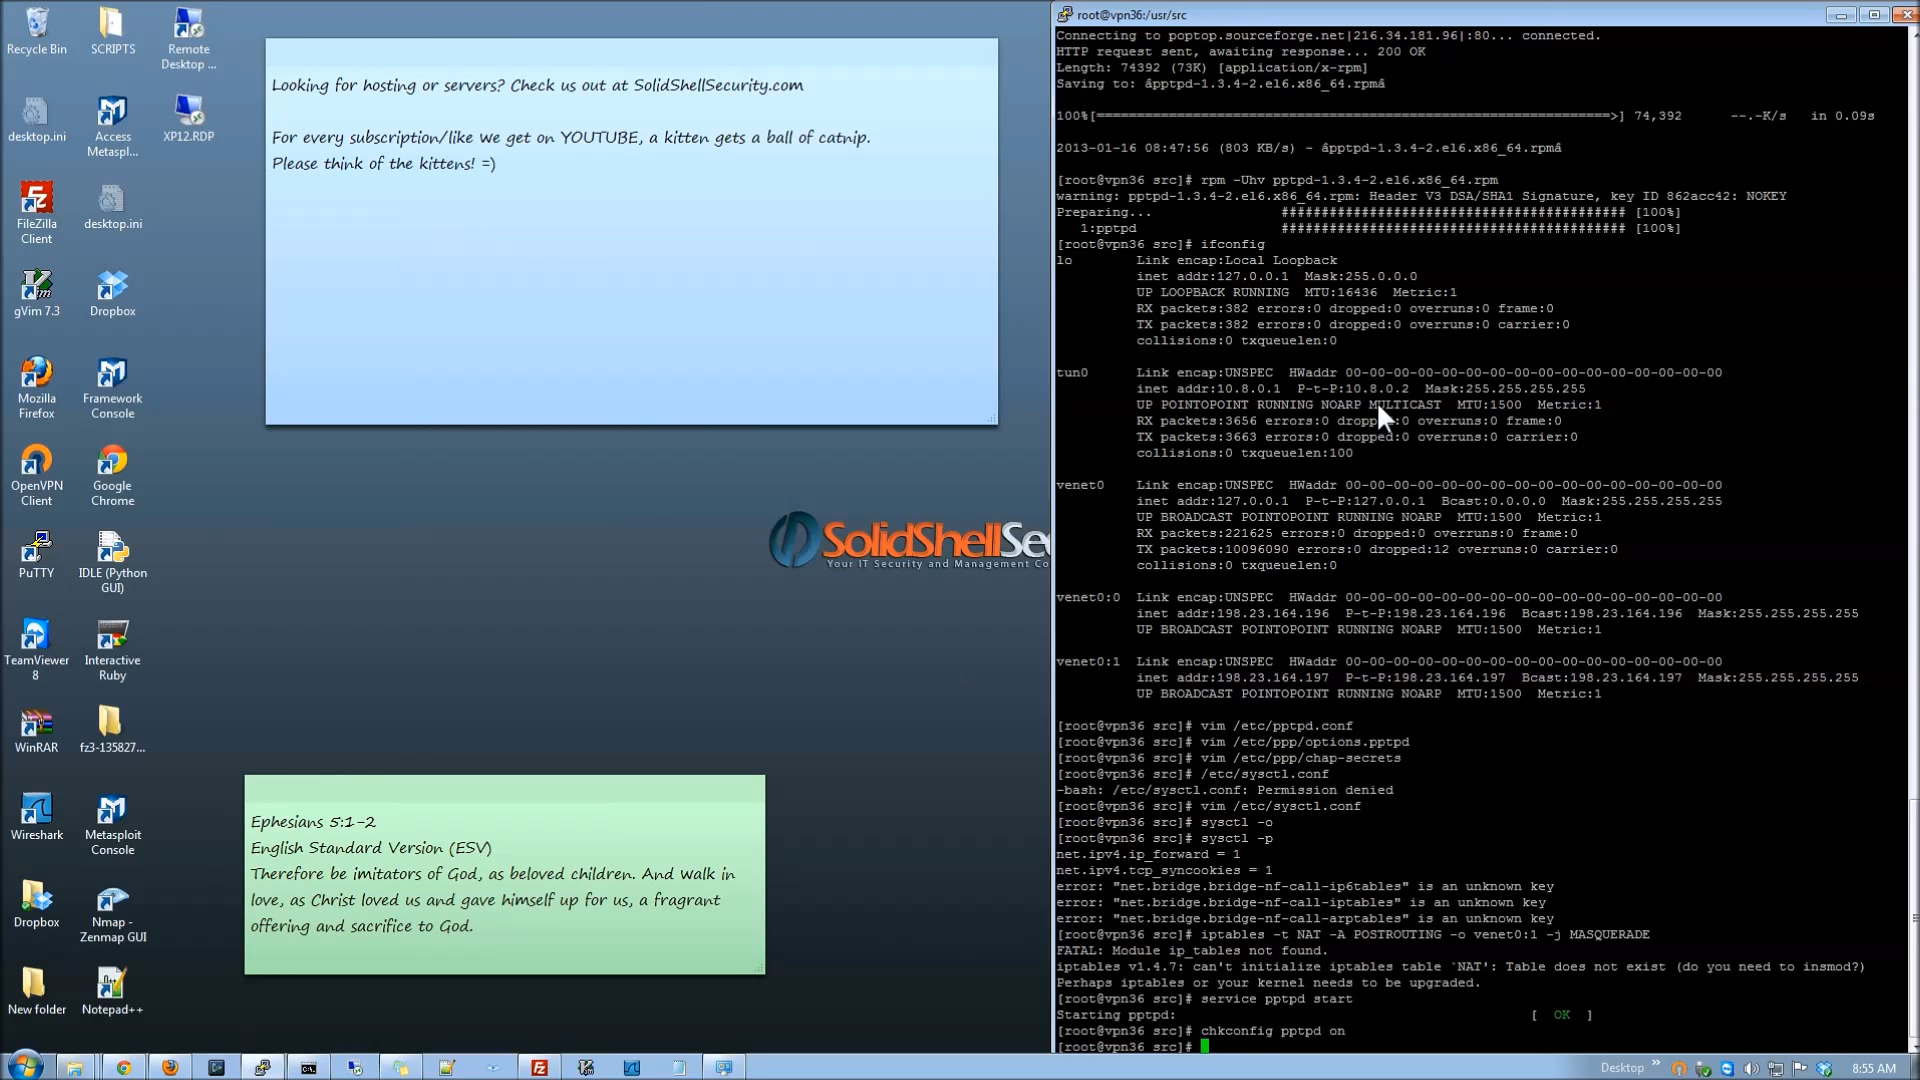 Recycle Bin
SCRIPTS
Remote
Desktop ...
desktop.ini
Access
Metaspl...
XP12.RDP
FileZilla
Client
desktop.ini
gVim 7.3
Dropbox
Mozilla
Firefox
Framework
Console
OpenVPN
Client
Google
Chrome
PuTTY
IDLE (Python
GUI)
TeamViewer
8
Interactive
Ruby
WinRAR
fz3-135827...
Wireshark
Metasploit
Console
Dropbox
Nmap -
Zenmap GUI
New folder
Notepad++
Looking for hosting or servers? Check us out at SolidShellSecurity.com
For every subscription/like we get on YOUTUBE, a kitten gets a ball of catnip.
Please think of the kittens! =)
SolidShellSec
Your IT Security and Management Co
Ephesians 5:1-2
English Standard Version (ESV)
Therefore be imitators of God, as beloved children. And walk in
love, as Christ loved us and gave himself up for us, a fragrant
offering and sacrifice to God.
root@vpn36:/usr/src
Connecting to poptop.sourceforge.net|216.34.181.96|:80... connected.
HTTP request sent, awaiting response... 200 OK
Length: 74392 (73K) [application/x-rpm]
Saving to: âpptpd-1.3.4-2.el6.x86_64.rpmâ
100%[================================================================>] 74,392      --.-K/s   in 0.09s
2013-01-16 08:47:56 (803 KB/s) - âpptpd-1.3.4-2.el6.x86_64.rpmâ
[root@vpn36 src]# rpm -Uhv pptpd-1.3.4-2.el6.x86_64.rpm
warning: pptpd-1.3.4-2.el6.x86_64.rpm: Header V3 DSA/SHA1 Signature, key ID 862acc42: NOKEY
Preparing...                ########################################### [100%]
1:pptpd                  ########################################### [100%]
[root@vpn36 src]# ifconfig
lo        Link encap:Local Loopback
inet addr:127.0.0.1  Mask:255.0.0.0
UP LOOPBACK RUNNING  MTU:16436  Metric:1
RX packets:382 errors:0 dropped:0 overruns:0 frame:0
TX packets:382 errors:0 dropped:0 overruns:0 carrier:0
collisions:0 txqueuelen:0
tun0      Link encap:UNSPEC  HWaddr 00-00-00-00-00-00-00-00-00-00-00-00-00-00-00-00
inet addr:10.8.0.1  P-t-P:10.8.0.2  Mask:255.255.255.255
UP POINTOPOINT RUNNING NOARP MULTICAST  MTU:1500  Metric:1
RX packets:3656 errors:0 dropped:0 overruns:0 frame:0
TX packets:3663 errors:0 dropped:0 overruns:0 carrier:0
collisions:0 txqueuelen:100
venet0    Link encap:UNSPEC  HWaddr 00-00-00-00-00-00-00-00-00-00-00-00-00-00-00-00
inet addr:127.0.0.1  P-t-P:127.0.0.1  Bcast:0.0.0.0  Mask:255.255.255.255
UP BROADCAST POINTOPOINT RUNNING NOARP  MTU:1500  Metric:1
RX packets:221625 errors:0 dropped:0 overruns:0 frame:0
TX packets:10096090 errors:0 dropped:12 overruns:0 carrier:0
collisions:0 txqueuelen:0
venet0:0  Link encap:UNSPEC  HWaddr 00-00-00-00-00-00-00-00-00-00-00-00-00-00-00-00
inet addr:198.23.164.196  P-t-P:198.23.164.196  Bcast:198.23.164.196  Mask:255.255.255.255
UP BROADCAST POINTOPOINT RUNNING NOARP  MTU:1500  Metric:1
venet0:1  Link encap:UNSPEC  HWaddr 00-00-00-00-00-00-00-00-00-00-00-00-00-00-00-00
inet addr:198.23.164.197  P-t-P:198.23.164.197  Bcast:198.23.164.197  Mask:255.255.255.255
UP BROADCAST POINTOPOINT RUNNING NOARP  MTU:1500  Metric:1
[root@vpn36 src]# vim /etc/pptpd.conf
[root@vpn36 src]# vim /etc/ppp/options.pptpd
[root@vpn36 src]# vim /etc/ppp/chap-secrets
[root@vpn36 src]# /etc/sysctl.conf
-bash: /etc/sysctl.conf: Permission denied
[root@vpn36 src]# vim /etc/sysctl.conf
[root@vpn36 src]# sysctl -o
[root@vpn36 src]# sysctl -p
net.ipv4.ip_forward = 1
net.ipv4.tcp_syncookies = 1
error: "net.bridge.bridge-nf-call-ip6tables" is an unknown key
error: "net.bridge.bridge-nf-call-iptables" is an unknown key
error: "net.bridge.bridge-nf-call-arptables" is an unknown key
[root@vpn36 src]# iptables -t NAT -A POSTROUTING -o venet0:1 -j MASQUERADE
FATAL: Module ip_tables not found.
iptables v1.4.7: can't initialize iptables table `NAT': Table does not exist (do you need to insmod?)
Perhaps iptables or your kernel needs to be upgraded.
[root@vpn36 src]# service pptpd start
Starting pptpd:                                            [  OK  ]
[root@vpn36 src]# chkconfig pptpd on
[root@vpn36 src]#
Desktop
8:55 AM